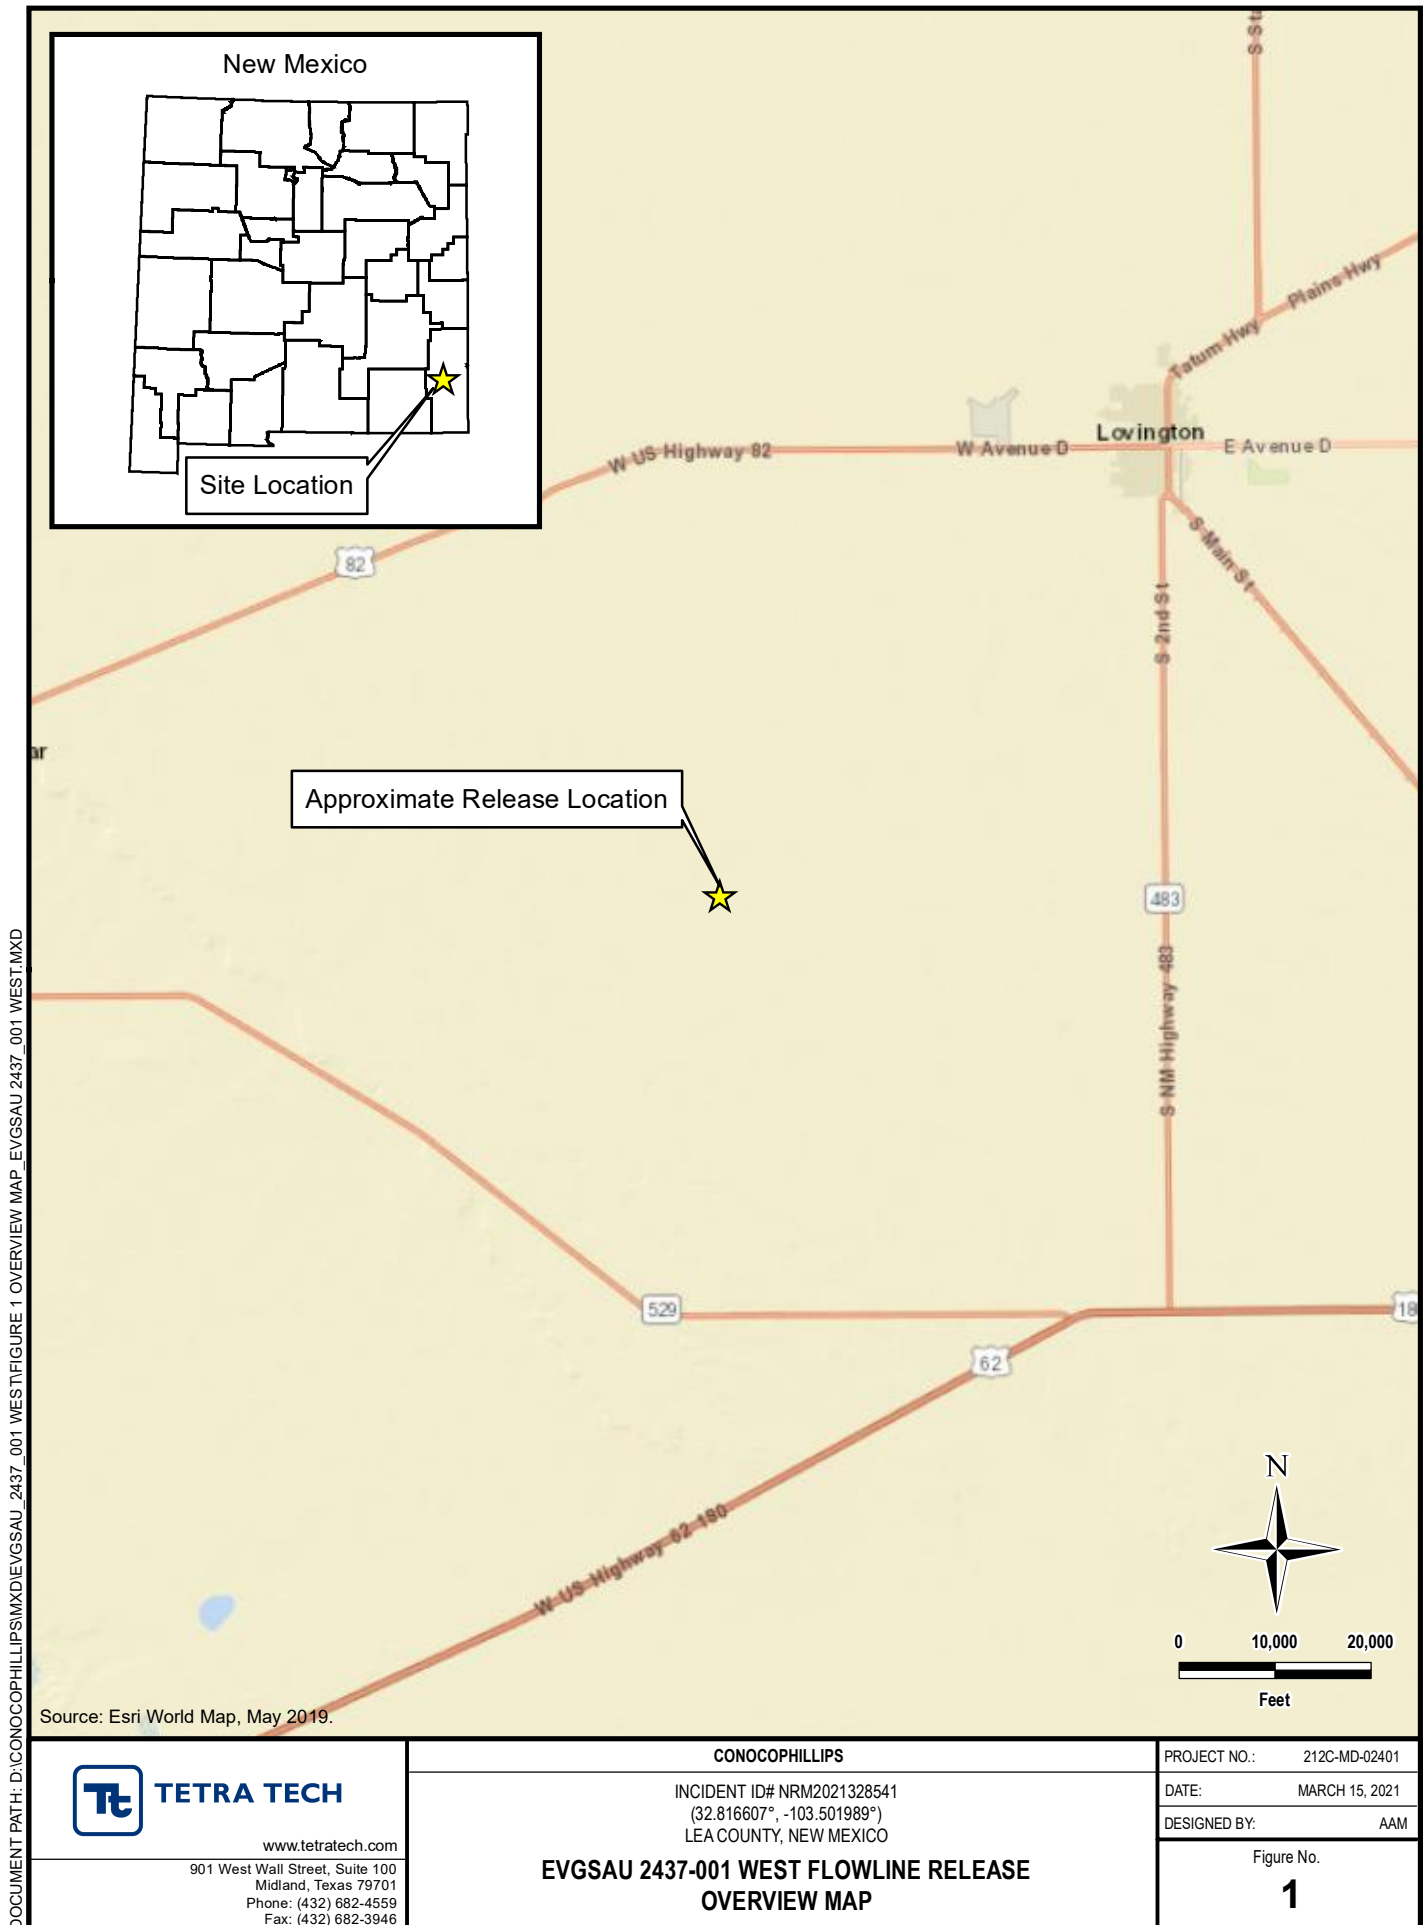 New Mexico
Site Location
S St
Plains Hwy
Tatum Hwy
Lovington
W US Highway 82
W Avenue D
E Avenue D
82
S Main St
S 2nd St
ar
Approximate Release Location
483
S NM Highway 483
529
62
18
W US Highway 62 180
N
0 10,000 20,000
Feet
Source: Esri World Map, May 2019.
DOCUMENT PATH: D:\CONOCOPHILLIPS\MXD\EVGSAU_2437_001 WEST\FIGURE 1 OVERVIEW MAP_EVGSAU 2437_001 WEST.MXD
Tt TETRA TECH
www.tetratech.com
901 West Wall Street, Suite 100
Midland, Texas 79701
Phone: (432) 682-4559
Fax: (432) 682-3946
CONOCOPHILLIPS
INCIDENT ID# NRM2021328541
(32.816607°, -103.501989°)
LEA COUNTY, NEW MEXICO
EVGSAU 2437-001 WEST FLOWLINE RELEASE
OVERVIEW MAP
PROJECT NO.: 212C-MD-02401
DATE: MARCH 15, 2021
DESIGNED BY: AAM
Figure No.
1